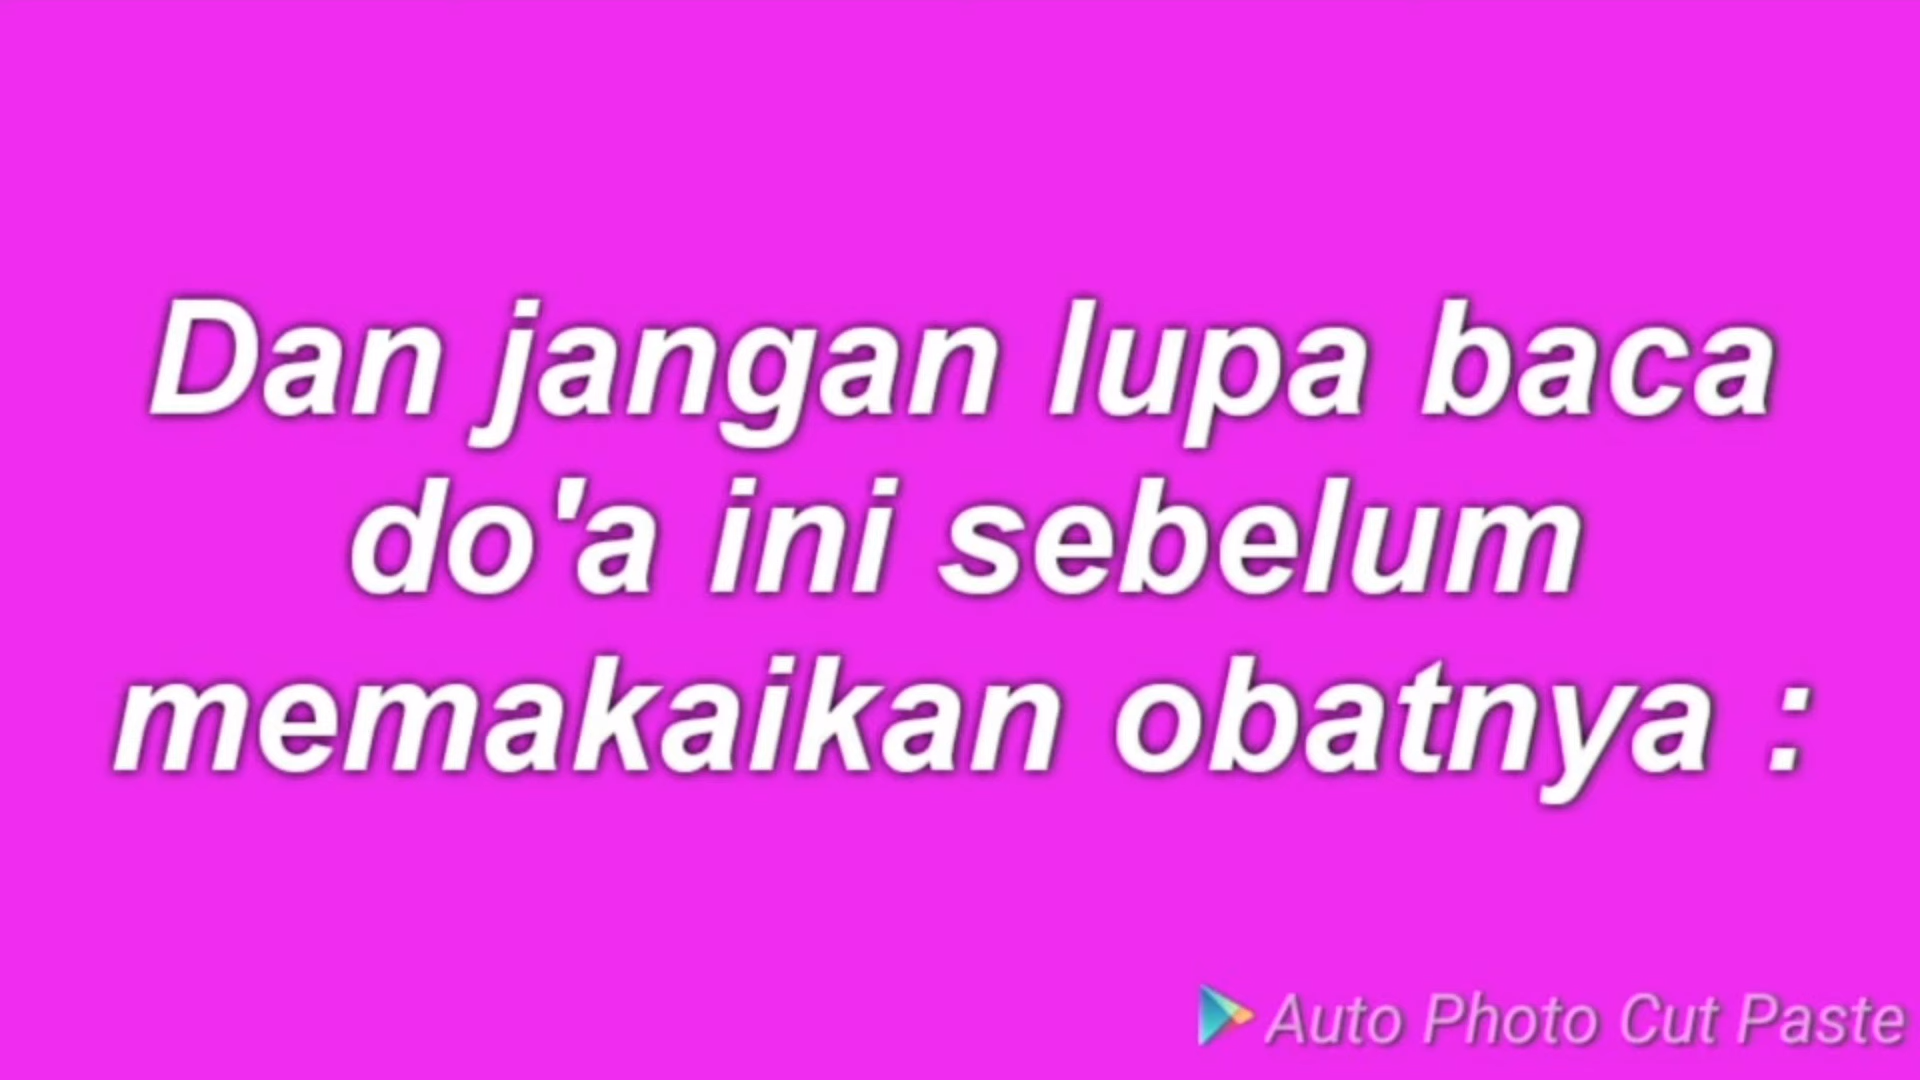 Dan jangan lupa baca
do'a ini sebelum
memakaikan obatnya :
Auto Photo Cut Paste